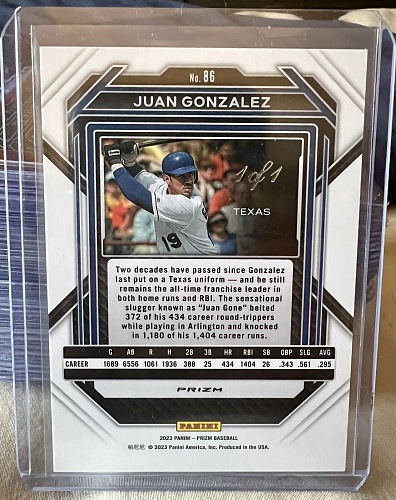 No. 86
JUAN GONZALEZ
1 of 1
TEXAS
19
Two decades have passed since Gonzalez
last put on a Texas uniform — and he still
remains the all-time franchise leader in
both home runs and RBI. The sensational
slugger known as "Juan Gone" belted
372 of his 434 career round-trippers
while playing in Arlington and knocked
in 1,180 of his 1,404 career runs.
G AB R H 2B 3B HR RBI SB OBP SLG AVG
CAREER 1689 6556 1061 1936 388 25 434 1404 26 .343 .561 .295
PRIZM
PANINI
2023 PANINI – PRIZM BASEBALL
帕尼尼 © 2023 Panini America, Inc. Produced in the USA.